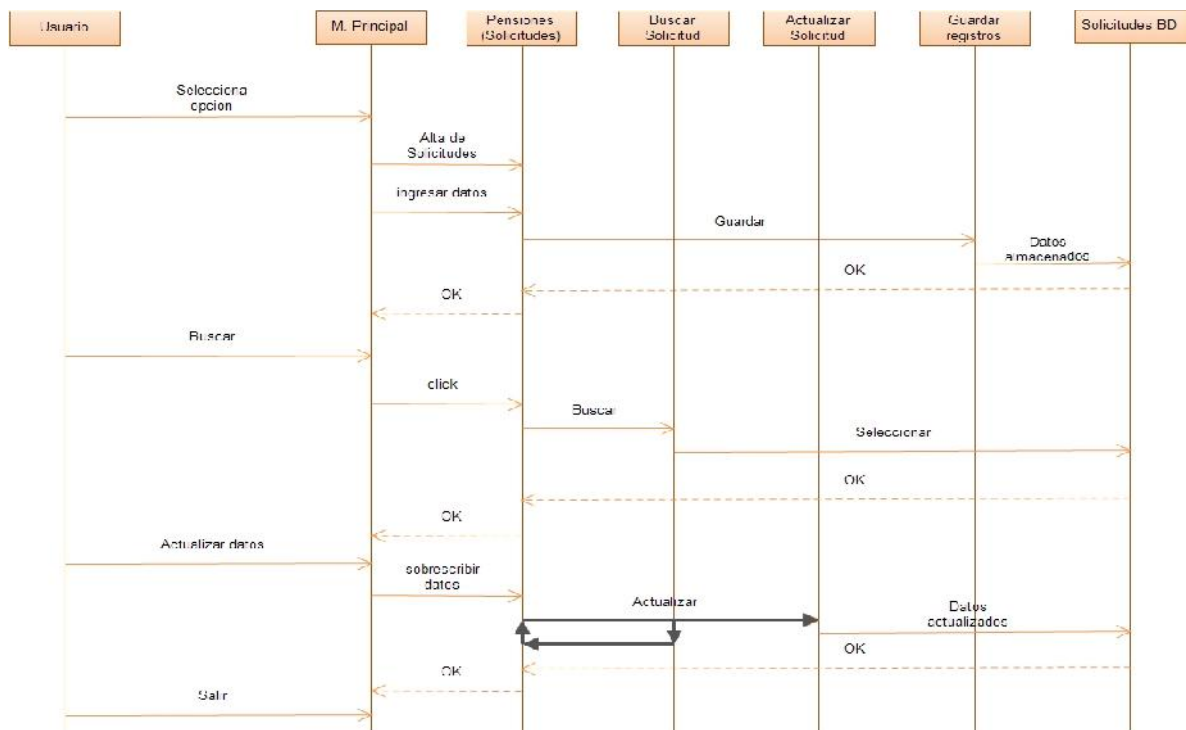 Usuario
M. Principal
Pensiones
(Solicitudes)
Buscar
Solicitud
Actualizar
Solicitud
Guardar
registros
Solicitudes BD
Selecciona
opcion
Alta de
Solicitudes
ingresar datos
Guardar
Datos
almacenados
OK
OK
Buscar
click
Buscar
Seleccionar
OK
OK
Actualizar datos
sobrescribir
datos
Actualizar
Datos
actualizados
OK
OK
Salir